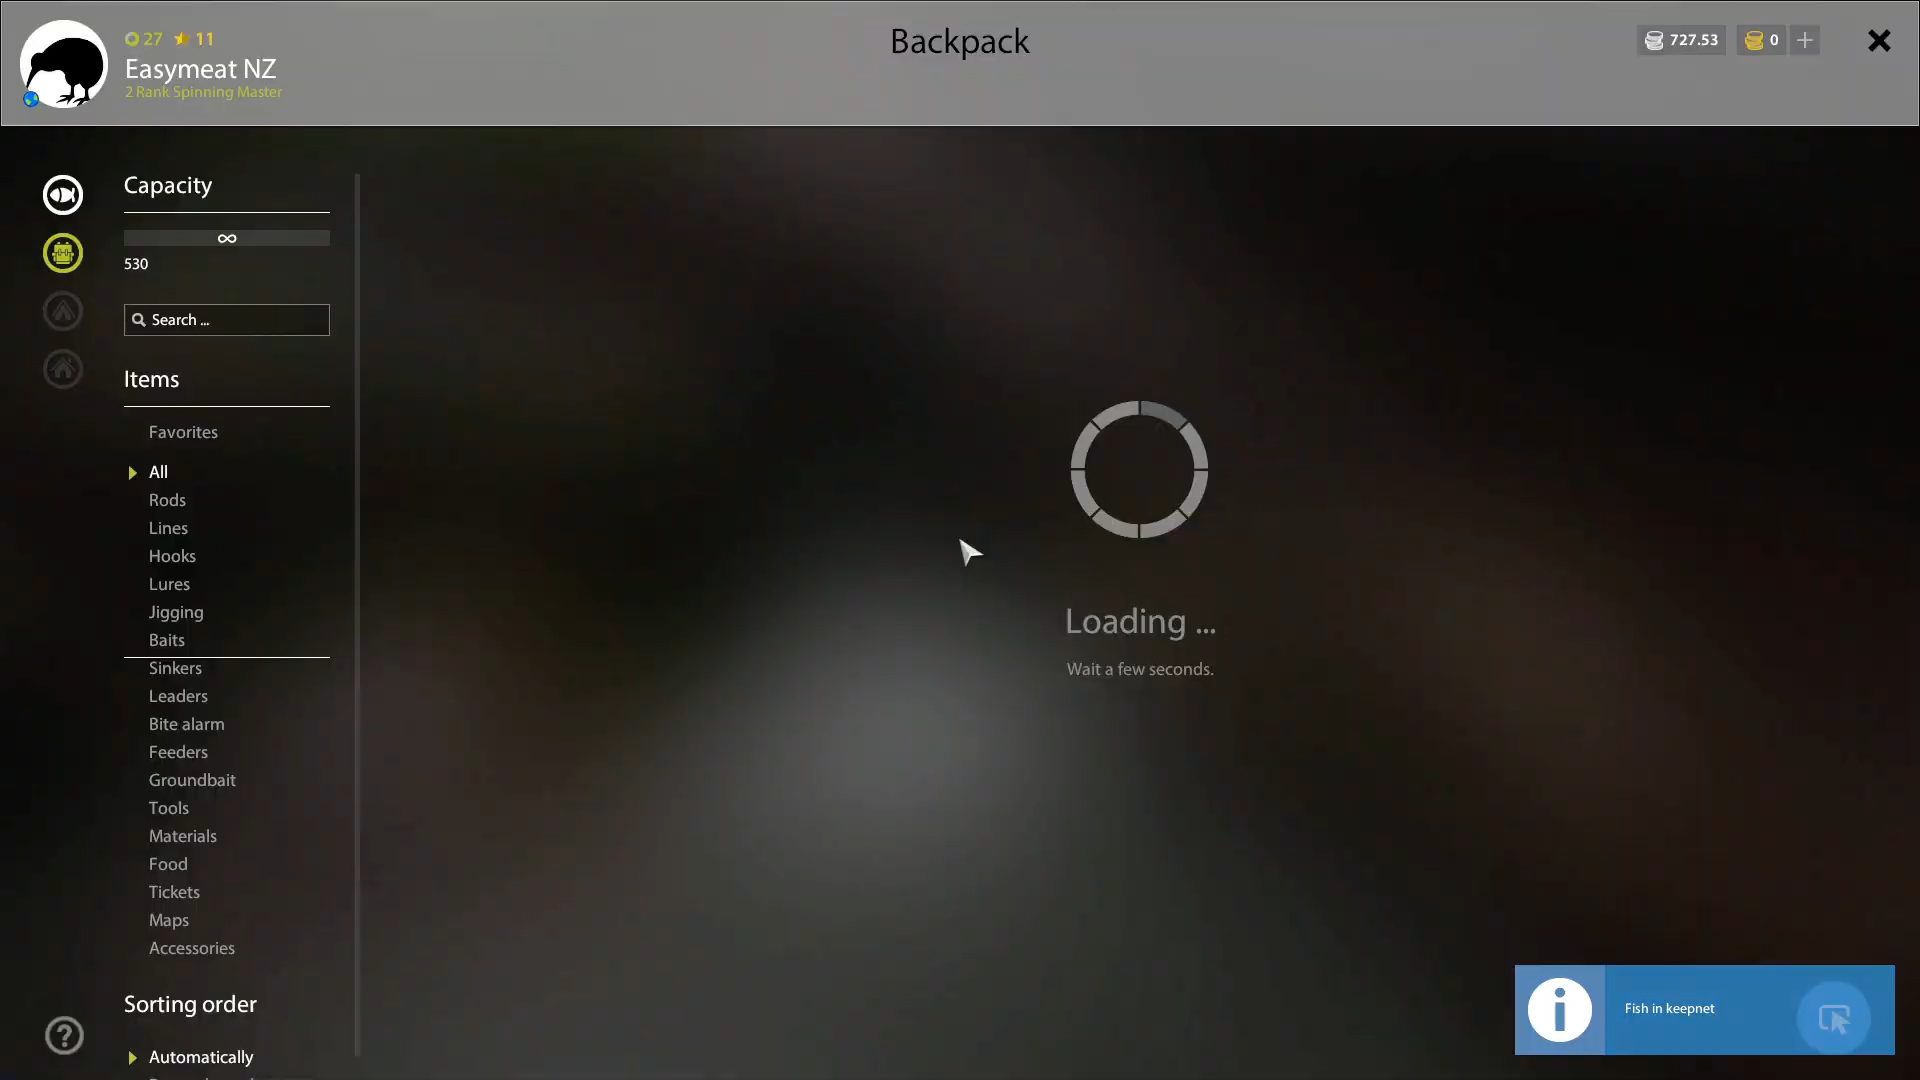 27 11
Easymeat NZ
2 Rank Spinning Master
Backpack
727.53
0
Capacity
∞
530
Search ...
Items
Favorites
All
Rods
Lines
Hooks
Lures
Jigging
Baits
Sinkers
Leaders
Bite alarm
Feeders
Groundbait
Tools
Materials
Food
Tickets
Maps
Accessories
Sorting order
Automatically
Loading ...
Wait a few seconds.
Fish in keepnet